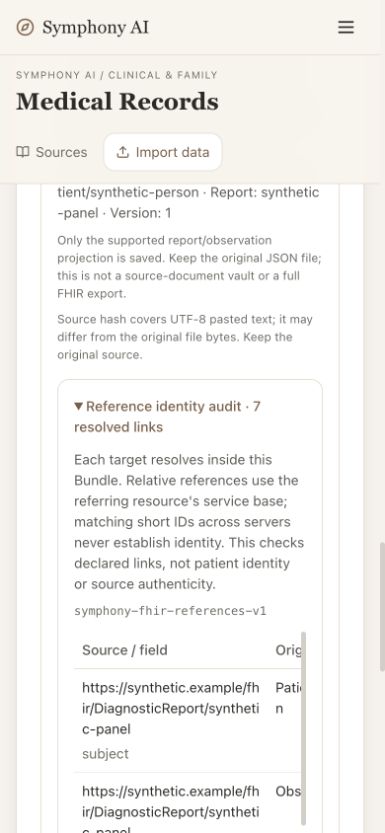 Symphony AI
SYMPHONY AI / CLINICAL & FAMILY
Medical Records
Sources
Import data
tient/synthetic-person · Report: synthetic
-panel · Version: 1
Only the supported report/observation
projection is saved. Keep the original JSON file;
this is not a source-document vault or a full
FHIR export.
Source hash covers UTF-8 pasted text; it may
differ from the original file bytes. Keep the
original source.
▼ Reference identity audit · 7
resolved links
Each target resolves inside this
Bundle. Relative references use the
referring resource's service base;
matching short IDs across servers
never establish identity. This checks
declared links, not patient identity
or source authenticity.
symphony-fhir-references-v1
Source / field Orig
https://synthetic.example/fh Patie
ir/DiagnosticReport/syntheti n
c-panel
subject
https://synthetic.example/fh Obs
ir/DiagnosticReport/syntheti
c-panel